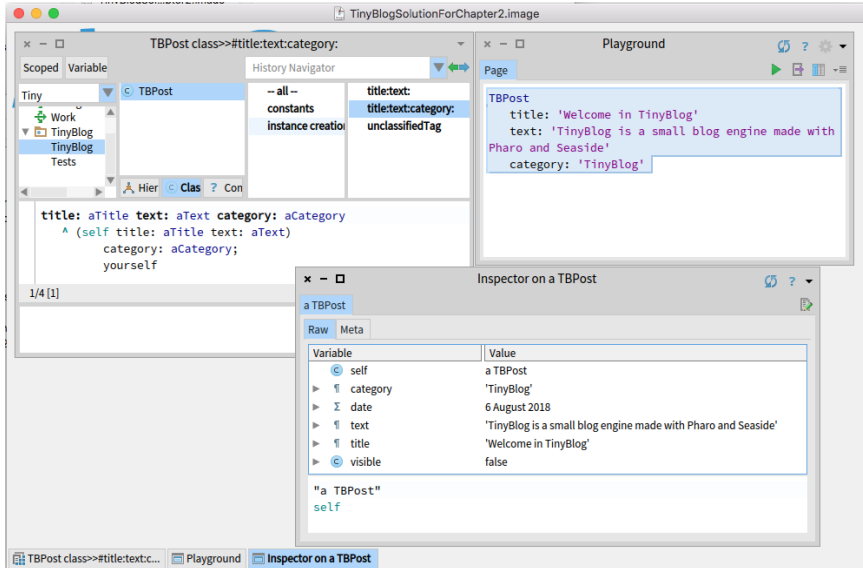 TinyBlogSolutionForChapter2.image
TBPost class>>#title:text:category:
Scoped Variable
History Navigator
Tiny
Work
TinyBlog
TinyBlog
Tests
TBPost
Hier
Clas
? Con
-- all --
constants
instance creation
title:text:
title:text:category:
unclassifiedTag
title: aTitle text: aText category: aCategory
^ (self title: aTitle text: aText)
category: aCategory;
yourself
1/4 [1]
Playground
?
Page
TBPost
title: 'Welcome in TinyBlog'
text: 'TinyBlog is a small blog engine made with
Pharo and Seaside'
category: 'TinyBlog'
Inspector on a TBPost
?
a TBPost
Raw Meta
Variable Value
self a TBPost
category 'TinyBlog'
date 6 August 2018
text 'TinyBlog is a small blog engine made with Pharo and Seaside'
title 'Welcome in TinyBlog'
visible false
"a TBPost"
self
TBPost class>>#title:text:c...
Playground
Inspector on a TBPost